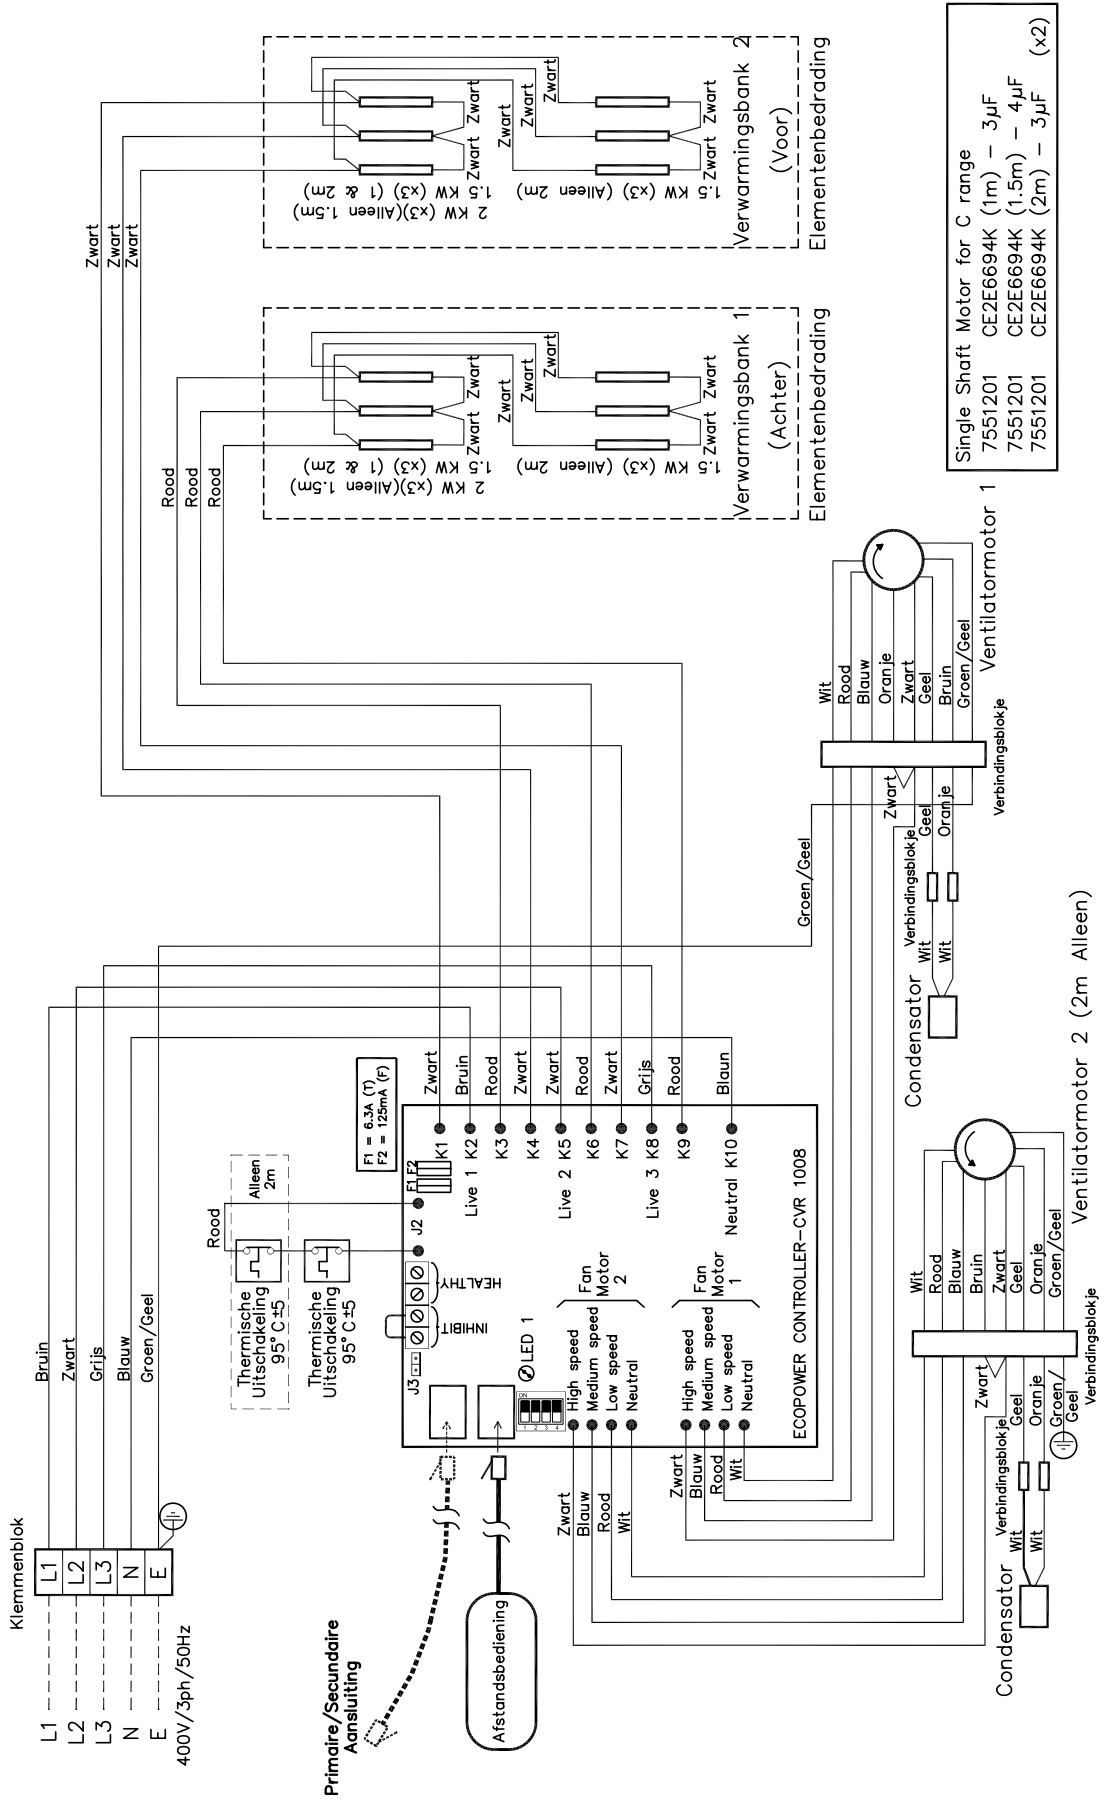 Klemmenblok
L1
L2
L3
N
E
L1
L2
L3
N
E
400V/3ph/50Hz
Bruin
Zwart
Grijs
Blauw
Groen/Geel
Primaire/Secundaire
Aansluiting
Afstandsbediening
Thermische
Uitschakeling
95°C±5
Thermische
Uitschakeling
95°C±5
Alleen
2m
Rood
F1 = 6.3A (T)
F2 = 125mA (F)
F1
F2
J2
J3
HEALTHY
INHIBIT
LED 1
ON
1 2 3 4
High speed
Medium speed
Low speed
Neutral
Fan
Motor
2
High speed
Medium speed
Low speed
Neutral
Fan
Motor
1
K1
Live 1 K2
K3
K4
Live 2 K5
K6
K7
Live 3 K8
K9
Neutral K10
ECOPOWER CONTROLLER-CVR 1008
Zwart
Bruin
Rood
Zwart
Zwart
Rood
Zwart
Grijs
Rood
Blaun
Zwart
Blauw
Rood
Wit
Zwart
Blauw
Rood
Wit
Groen/Geel
Rood
Rood
Rood
Zwart
Zwart
Zwart
2 KW (x3)(Alleen 1.5m)
1.5 KW (x3) (1 & 2m)
1.5 KW (x3) (Alleen 2m)
Zwart
Zwart
Zwart
Zwart
Zwart
Zwart
Zwart
Verwarmingsbank 1
(Achter)
Elementenbedrading
2 KW (x3)(Alleen 1.5m)
1.5 KW (x3) (1 & 2m)
1.5 KW (x3) (Alleen 2m)
Zwart
Zwart
Zwart
Zwart
Zwart
Zwart
Zwart
Verwarmingsbank 2
(Voor)
Elementenbedrading
Wit
Rood
Blauw
Oranje
Zwart
Geel
Bruin
Groen/Geel
Ventilatormotor 1
Verbindingsblokje
Zwart
Geel
Oranje
Verbindingsblokje
Wit
Wit
Condensator
Wit
Rood
Blauw
Bruin
Zwart
Geel
Oranje
Groen/Geel
Ventilatormotor 2 (2m Alleen)
Verbindingsblokje
Zwart
Geel
Oranje
Groen/
Geel
Verbindingsblokje
Wit
Wit
Condensator
Single Shaft Motor for C range
7551201 CE2E6694K (1m) - 3µF
7551201 CE2E6694K (1.5m) - 4µF
7551201 CE2E6694K (2m) - 3µF (x2)